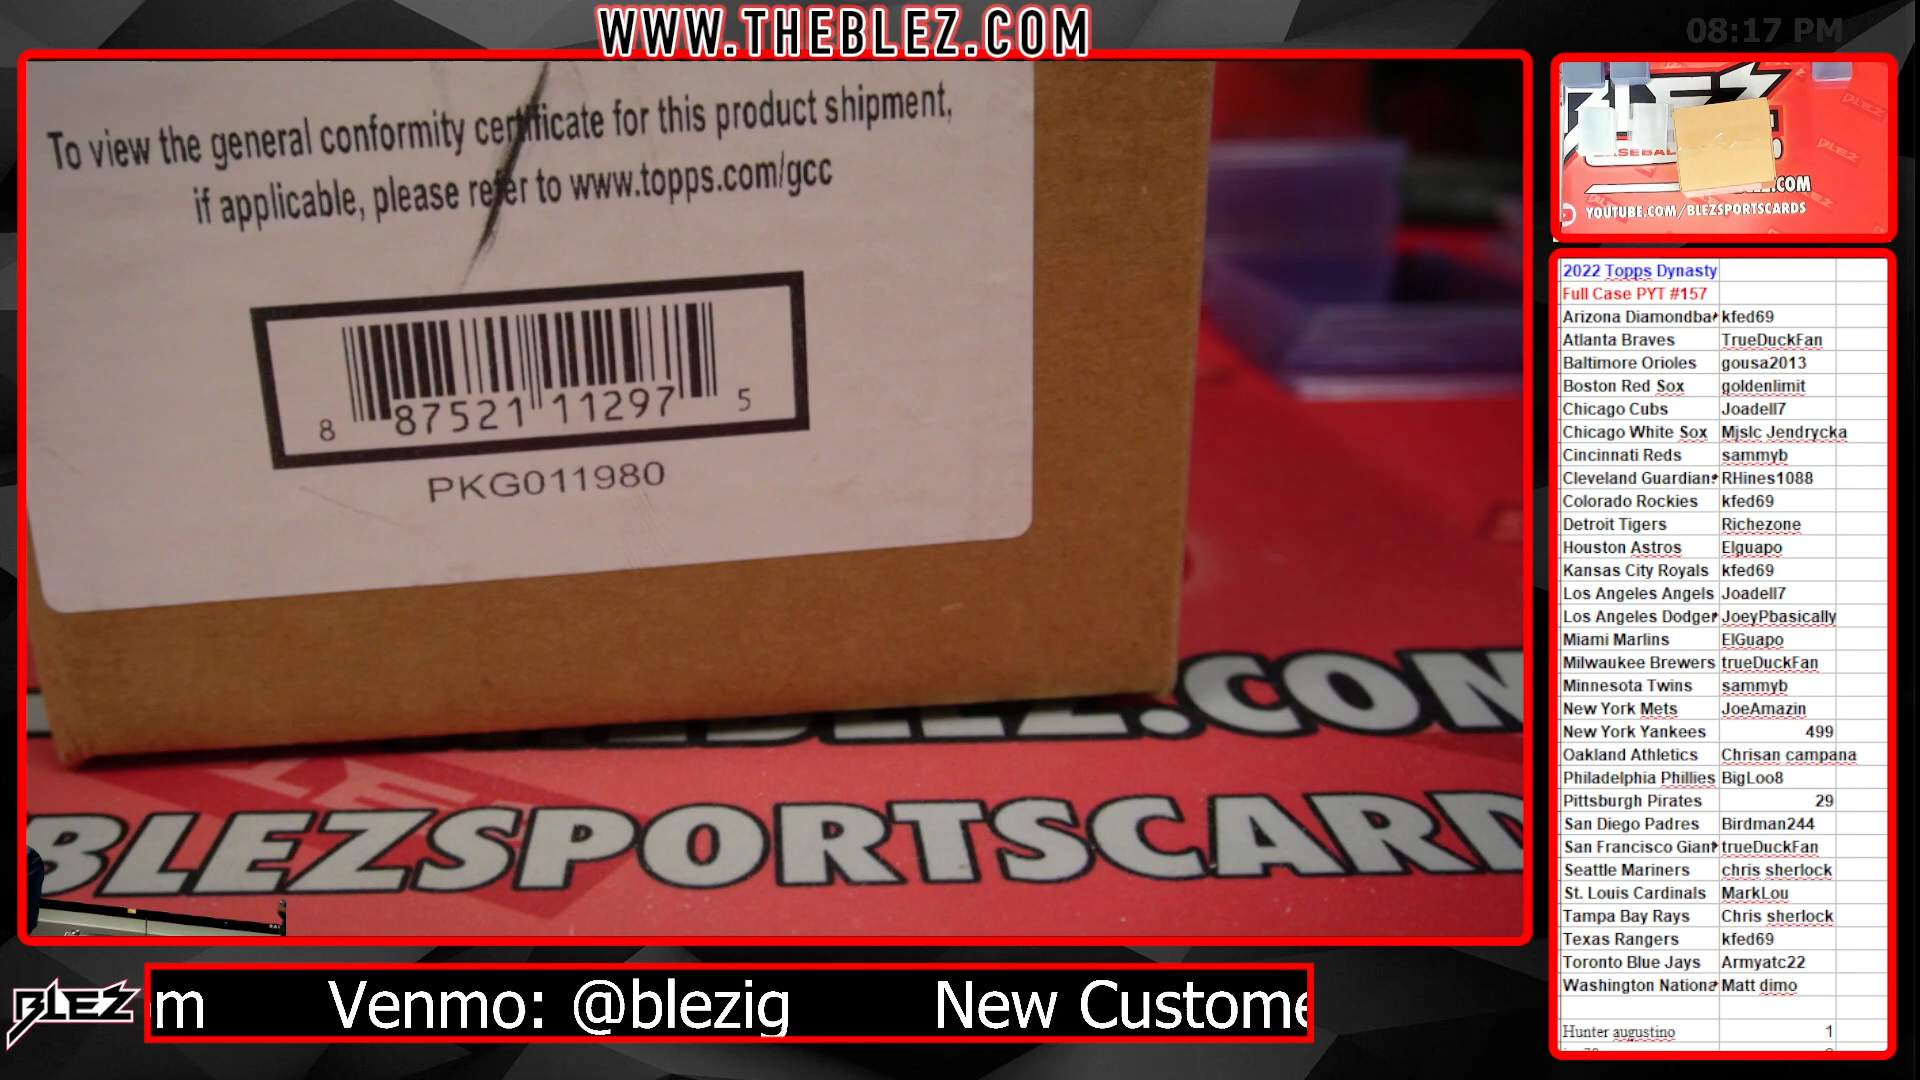 WWW.THEBLEZ.COM
08:17 PM
To view the general conformity certificate for this product shipment,
if applicable, please refer to www.topps.com/gcc
8 87521 11297 5
PKG011980
BLEZ.COM
BLEZSPORTSCARD
BLEZ
BASEBAL
.COM
YOUTUBE.COM/BLEZSPORTSCARDS
2022 Topps Dynasty
Full Case PYT #157
Arizona Diamondba kfed69
Atlanta Braves TrueDuckFan
Baltimore Orioles gousa2013
Boston Red Sox goldenlimit
Chicago Cubs Joadell7
Chicago White Sox Mjslc Jendrycka
Cincinnati Reds sammyb
Cleveland Guardian RHines1088
Colorado Rockies kfed69
Detroit Tigers Richezone
Houston Astros Elguapo
Kansas City Royals kfed69
Los Angeles Angels Joadell7
Los Angeles Dodger JoeyPbasically
Miami Marlins ElGuapo
Milwaukee Brewers trueDuckFan
Minnesota Twins sammyb
New York Mets JoeAmazin
New York Yankees 499
Oakland Athletics Chrisan campana
Philadelphia Phillies BigLoo8
Pittsburgh Pirates 29
San Diego Padres Birdman244
San Francisco Giant trueDuckFan
Seattle Mariners chris sherlock
St. Louis Cardinals MarkLou
Tampa Bay Rays Chris sherlock
Texas Rangers kfed69
Toronto Blue Jays Armyatc22
Washington Nationa Matt dimo
Hunter augustino 1
BLEZ
m Venmo: @blezig New Custome